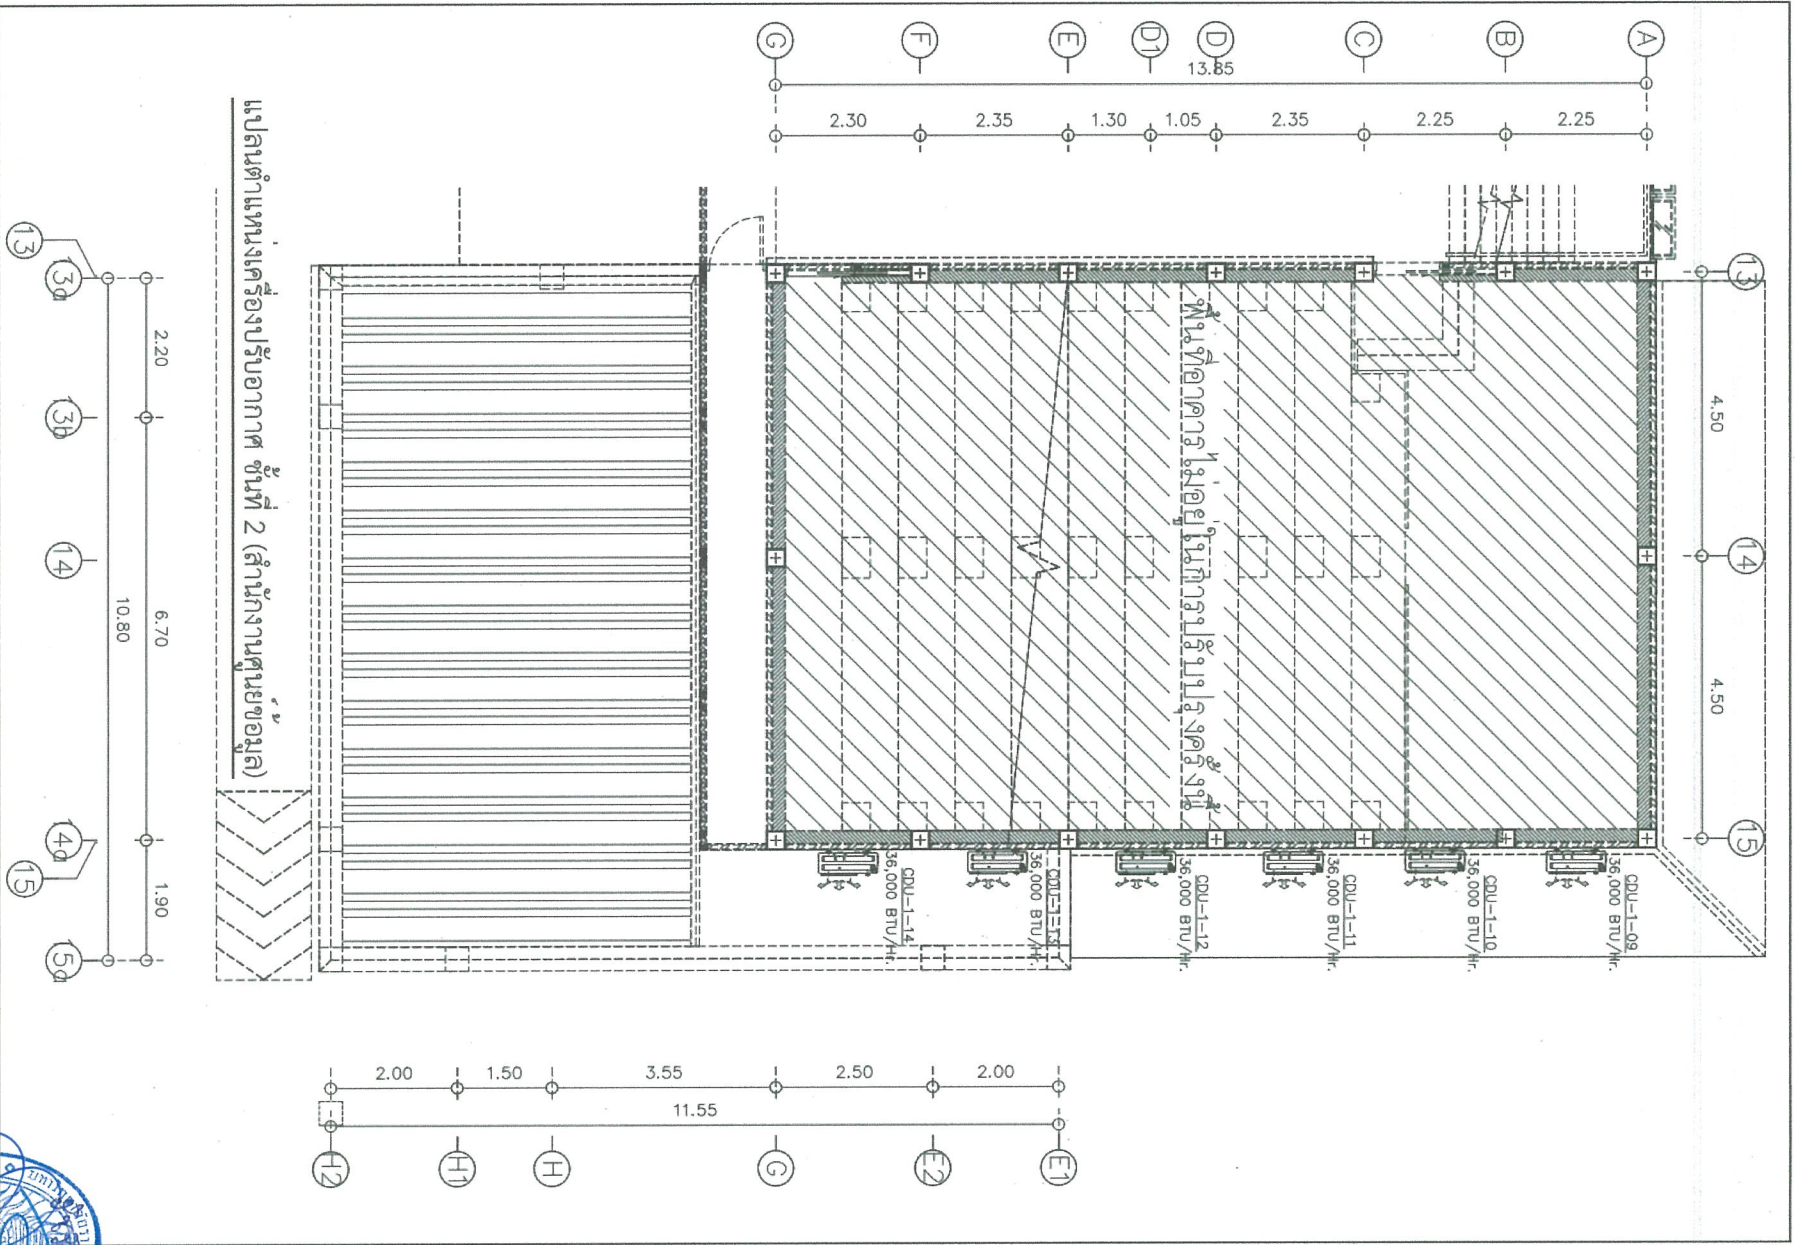 A
B
C
D
D1
E
F
G
13.85
2.25
2.25
2.35
1.05
1.30
2.35
2.30
13
14
15
4.50
4.50
พื้นที่อาคารไม่อยู่ในการปรับปรุงครั้งนี้
CDU-1-09
36,000 BTU/Hr.
CDU-1-10
36,000 BTU/Hr.
CDU-1-11
36,000 BTU/Hr.
CDU-1-12
36,000 BTU/Hr.
CDU-1-13
36,000 BTU/Hr.
CDU-1-14
36,000 BTU/Hr.
2.00
1.50
3.55
2.50
2.00
11.55
H2
H1
H
G
E2
E1
13
13a
13b
14
14a
15
15a
2.20
6.70
1.90
10.80
แปลนตำแหน่งเครื่องปรับอากาศ ชั้นที่ 2 (สำนักงานศูนย์ข้อมูล)